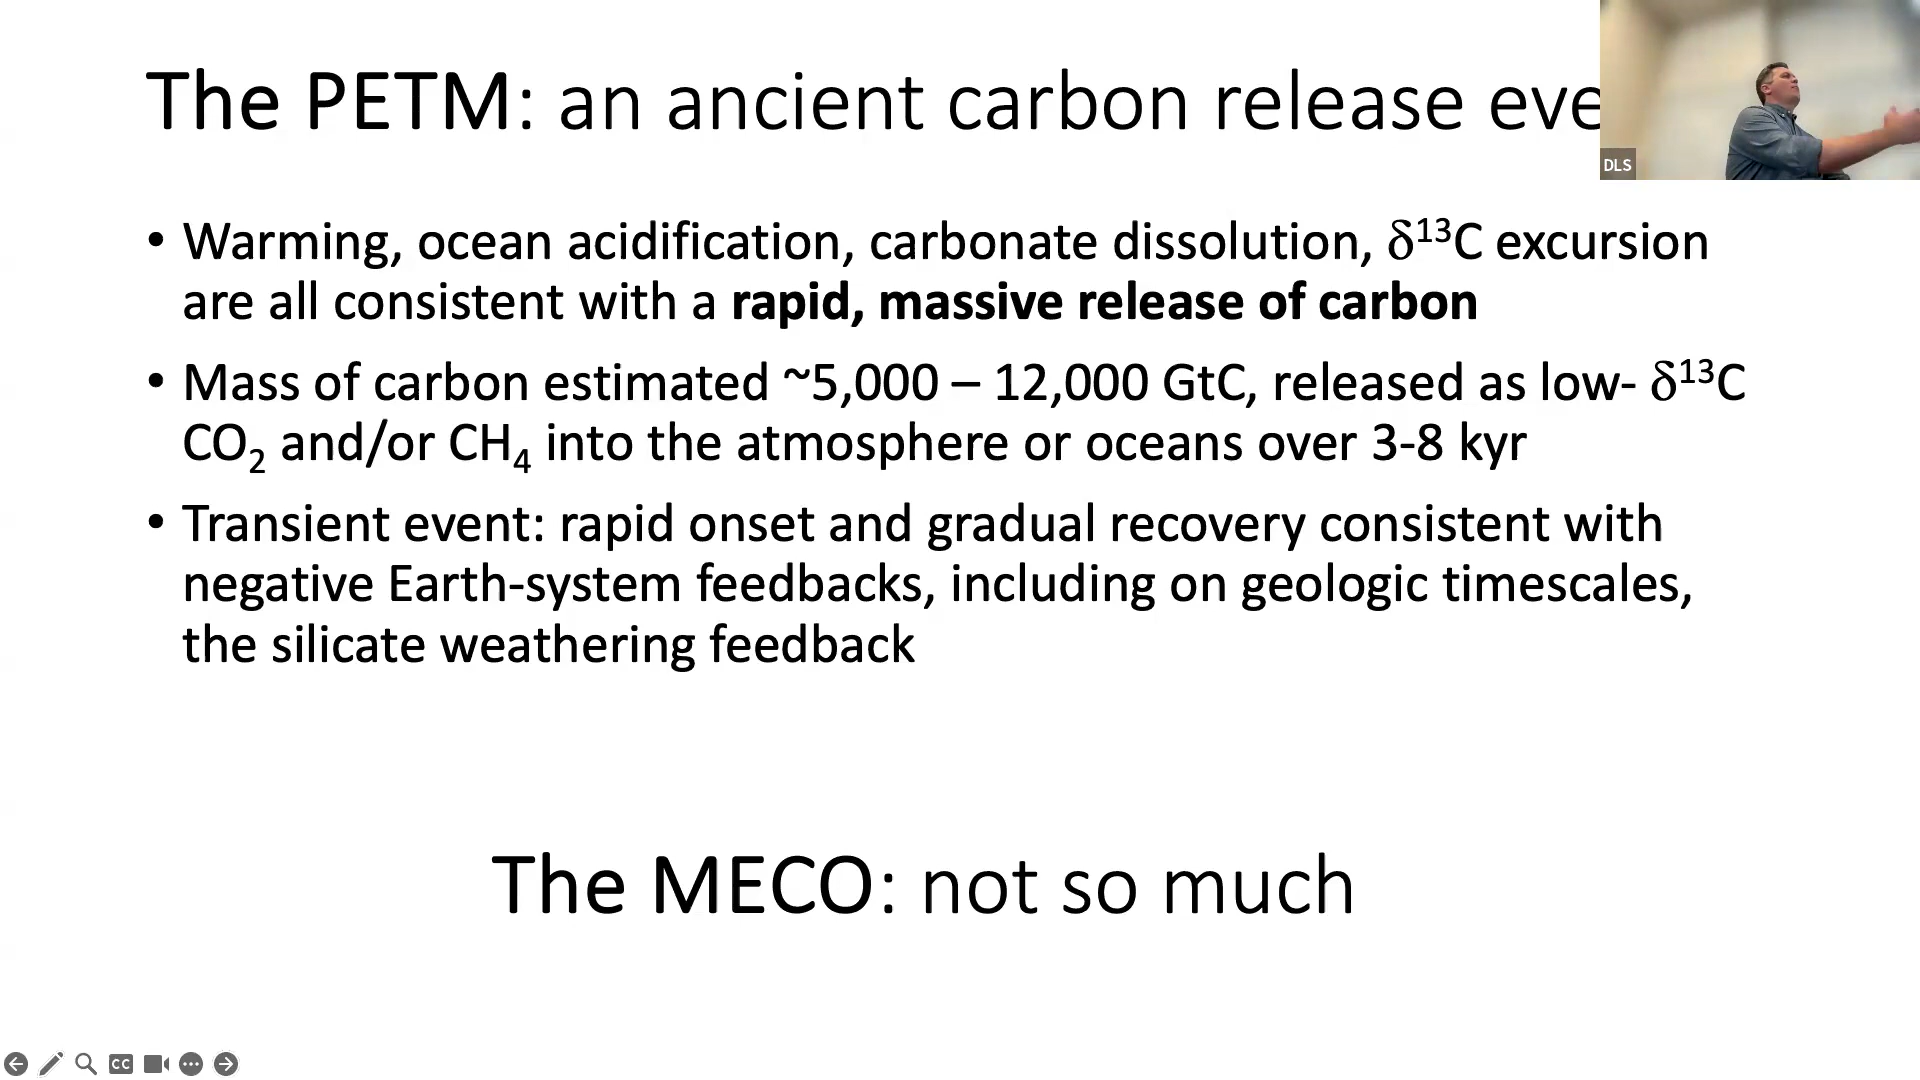 The PETM: an ancient carbon release eve
DLS
• Warming, ocean acidification, carbonate dissolution, δ¹³C excursion
are all consistent with a rapid, massive release of carbon
• Mass of carbon estimated ~5,000 – 12,000 GtC, released as low- δ¹³C
CO₂ and/or CH₄ into the atmosphere or oceans over 3-8 kyr
• Transient event: rapid onset and gradual recovery consistent with
negative Earth-system feedbacks, including on geologic timescales,
the silicate weathering feedback
The MECO: not so much
CC